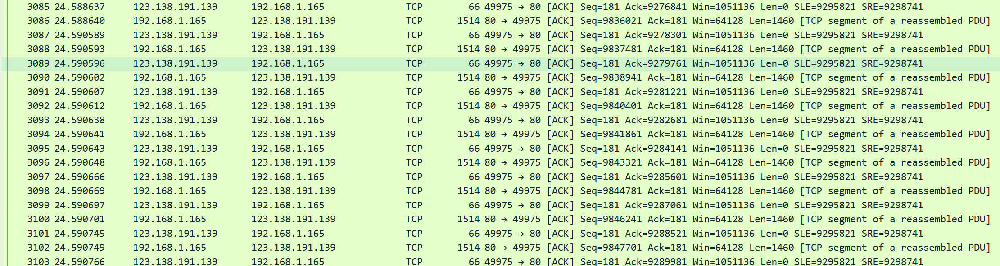 3085 24.588637 123.138.191.139 192.168.1.165 TCP 66 49975 → 80 [ACK] Seq=181 Ack=9276841 Win=1051136 Len=0 SLE=9295821 SRE=9298741
3086 24.588640 192.168.1.165 123.138.191.139 TCP 1514 80 → 49975 [ACK] Seq=9836021 Ack=181 Win=64128 Len=1460 [TCP segment of a reassembled PDU]
3087 24.590589 123.138.191.139 192.168.1.165 TCP 66 49975 → 80 [ACK] Seq=181 Ack=9278301 Win=1051136 Len=0 SLE=9295821 SRE=9298741
3088 24.590593 192.168.1.165 123.138.191.139 TCP 1514 80 → 49975 [ACK] Seq=9837481 Ack=181 Win=64128 Len=1460 [TCP segment of a reassembled PDU]
3089 24.590596 123.138.191.139 192.168.1.165 TCP 66 49975 → 80 [ACK] Seq=181 Ack=9279761 Win=1051136 Len=0 SLE=9295821 SRE=9298741
3090 24.590602 192.168.1.165 123.138.191.139 TCP 1514 80 → 49975 [ACK] Seq=9838941 Ack=181 Win=64128 Len=1460 [TCP segment of a reassembled PDU]
3091 24.590607 123.138.191.139 192.168.1.165 TCP 66 49975 → 80 [ACK] Seq=181 Ack=9281221 Win=1051136 Len=0 SLE=9295821 SRE=9298741
3092 24.590612 192.168.1.165 123.138.191.139 TCP 1514 80 → 49975 [ACK] Seq=9840401 Ack=181 Win=64128 Len=1460 [TCP segment of a reassembled PDU]
3093 24.590638 123.138.191.139 192.168.1.165 TCP 66 49975 → 80 [ACK] Seq=181 Ack=9282681 Win=1051136 Len=0 SLE=9295821 SRE=9298741
3094 24.590641 192.168.1.165 123.138.191.139 TCP 1514 80 → 49975 [ACK] Seq=9841861 Ack=181 Win=64128 Len=1460 [TCP segment of a reassembled PDU]
3095 24.590643 123.138.191.139 192.168.1.165 TCP 66 49975 → 80 [ACK] Seq=181 Ack=9284141 Win=1051136 Len=0 SLE=9295821 SRE=9298741
3096 24.590648 192.168.1.165 123.138.191.139 TCP 1514 80 → 49975 [ACK] Seq=9843321 Ack=181 Win=64128 Len=1460 [TCP segment of a reassembled PDU]
3097 24.590666 123.138.191.139 192.168.1.165 TCP 66 49975 → 80 [ACK] Seq=181 Ack=9285601 Win=1051136 Len=0 SLE=9295821 SRE=9298741
3098 24.590669 192.168.1.165 123.138.191.139 TCP 1514 80 → 49975 [ACK] Seq=9844781 Ack=181 Win=64128 Len=1460 [TCP segment of a reassembled PDU]
3099 24.590697 123.138.191.139 192.168.1.165 TCP 66 49975 → 80 [ACK] Seq=181 Ack=9287061 Win=1051136 Len=0 SLE=9295821 SRE=9298741
3100 24.590701 192.168.1.165 123.138.191.139 TCP 1514 80 → 49975 [ACK] Seq=9846241 Ack=181 Win=64128 Len=1460 [TCP segment of a reassembled PDU]
3101 24.590745 123.138.191.139 192.168.1.165 TCP 66 49975 → 80 [ACK] Seq=181 Ack=9288521 Win=1051136 Len=0 SLE=9295821 SRE=9298741
3102 24.590749 192.168.1.165 123.138.191.139 TCP 1514 80 → 49975 [ACK] Seq=9847701 Ack=181 Win=64128 Len=1460 [TCP segment of a reassembled PDU]
3103 24.590766 123.138.191.139 192.168.1.165 TCP 66 49975 → 80 [ACK] Seq=181 Ack=9289981 Win=1051136 Len=0 SLE=9295821 SRE=9298741